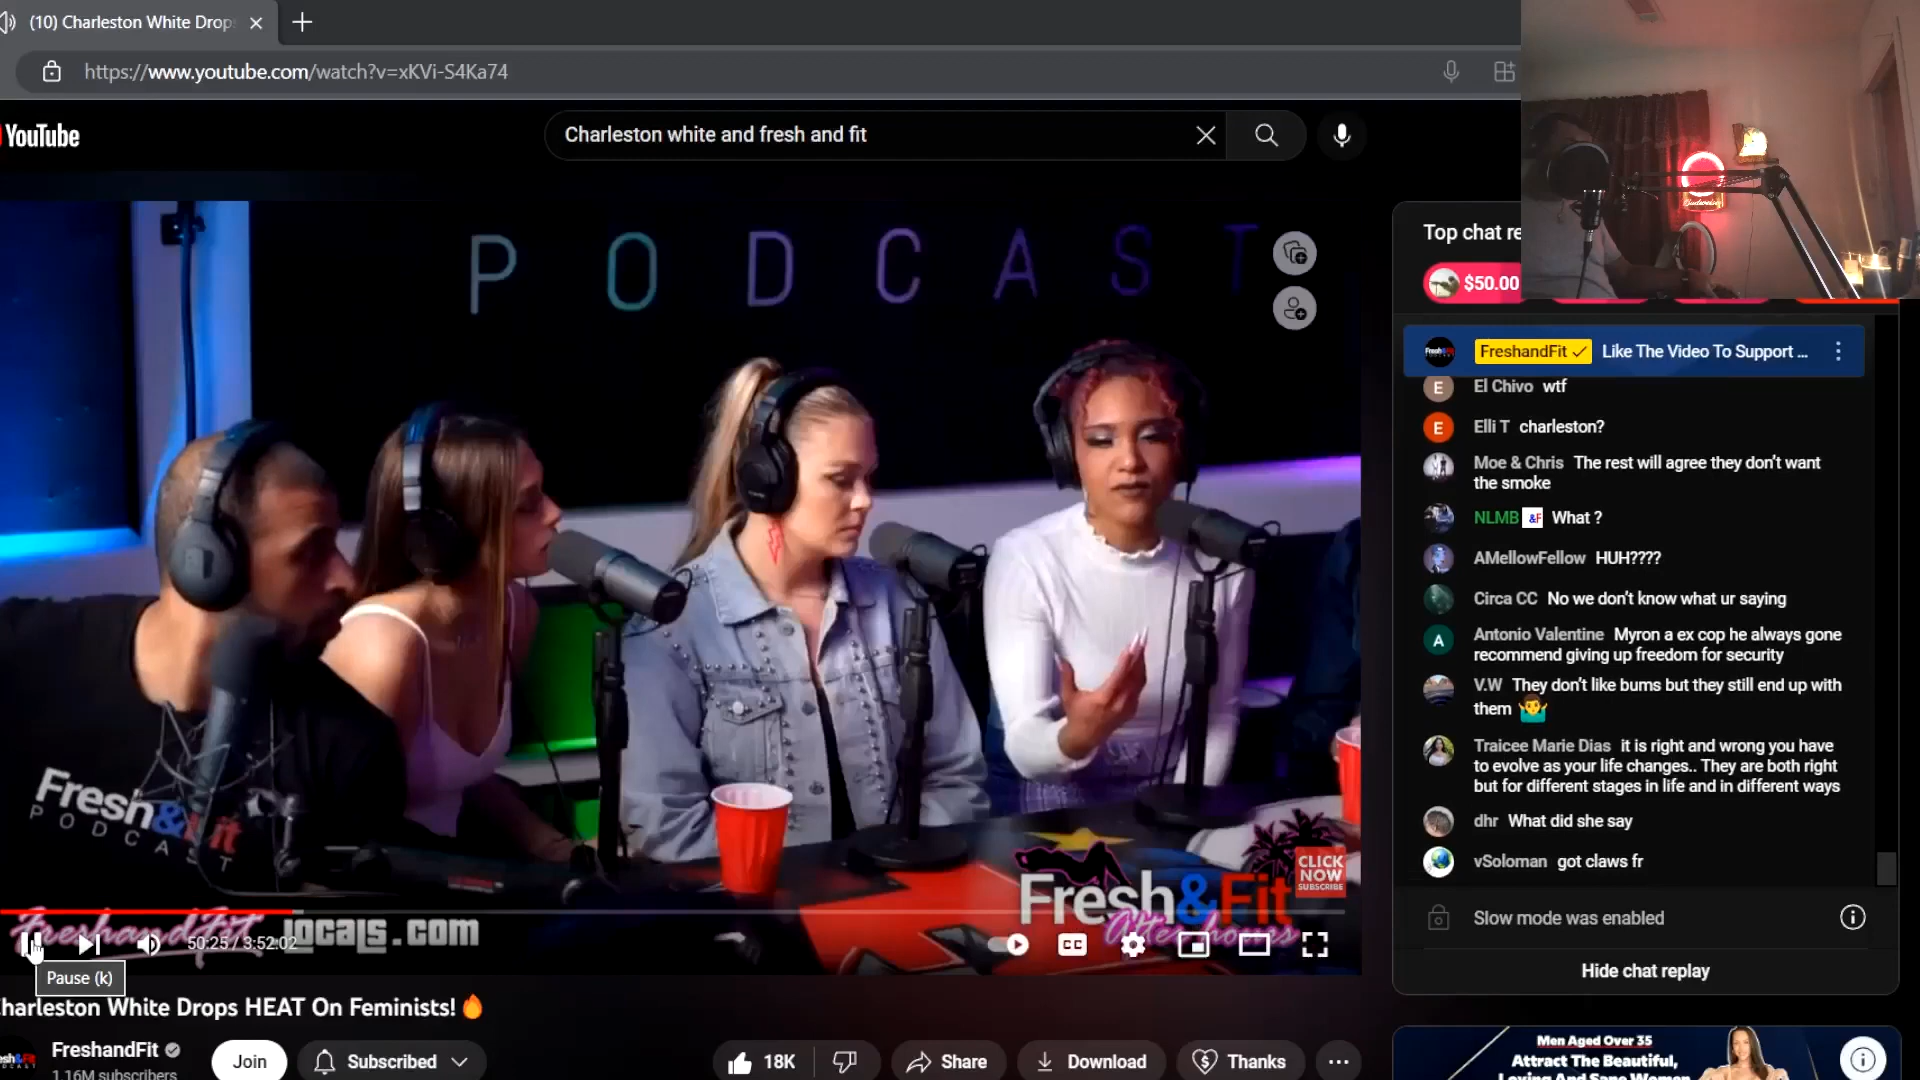 (10) Charleston White Drop
https://www.youtube.com/watch?v=xKVi-S4Ka74
YouTube
Charleston white and fresh and fit
PODCAST
Top chat re
$50.00
FreshandFit Like The Video To Support ...
E El Chivo wtf
E Elli T charleston?
Moe & Chris The rest will agree they don't want
the smoke
NLMB &F What ?
AMellowFellow HUH????
Circa CC No we don't know what ur saying
A Antonio Valentine Myron a ex cop he always gone
recommend giving up freedom for security
V.W They don't like bums but they still end up with
them 🤷‍♂️
Traicee Marie Dias it is right and wrong you have
to evolve as your life changes.. They are both right
but for different stages in life and in different ways
dhr What did she say
vSoloman got claws fr
Slow mode was enabled
Hide chat replay
Budweiser
Fresh&Fit
PODCAST
CLICK
NOW
SUBSCRIBE
Fresh&Fit
Afterhours
FreshandFit.locals.com
50:25 / 3:52:02
CC
Pause (k)
harleston White Drops HEAT On Feminists!🔥
FreshandFit
1.16M subscribers
Join
Subscribed
18K
Share
Download
Thanks
Men Aged Over 35
Attract The Beautiful,
Loving And Sane Women